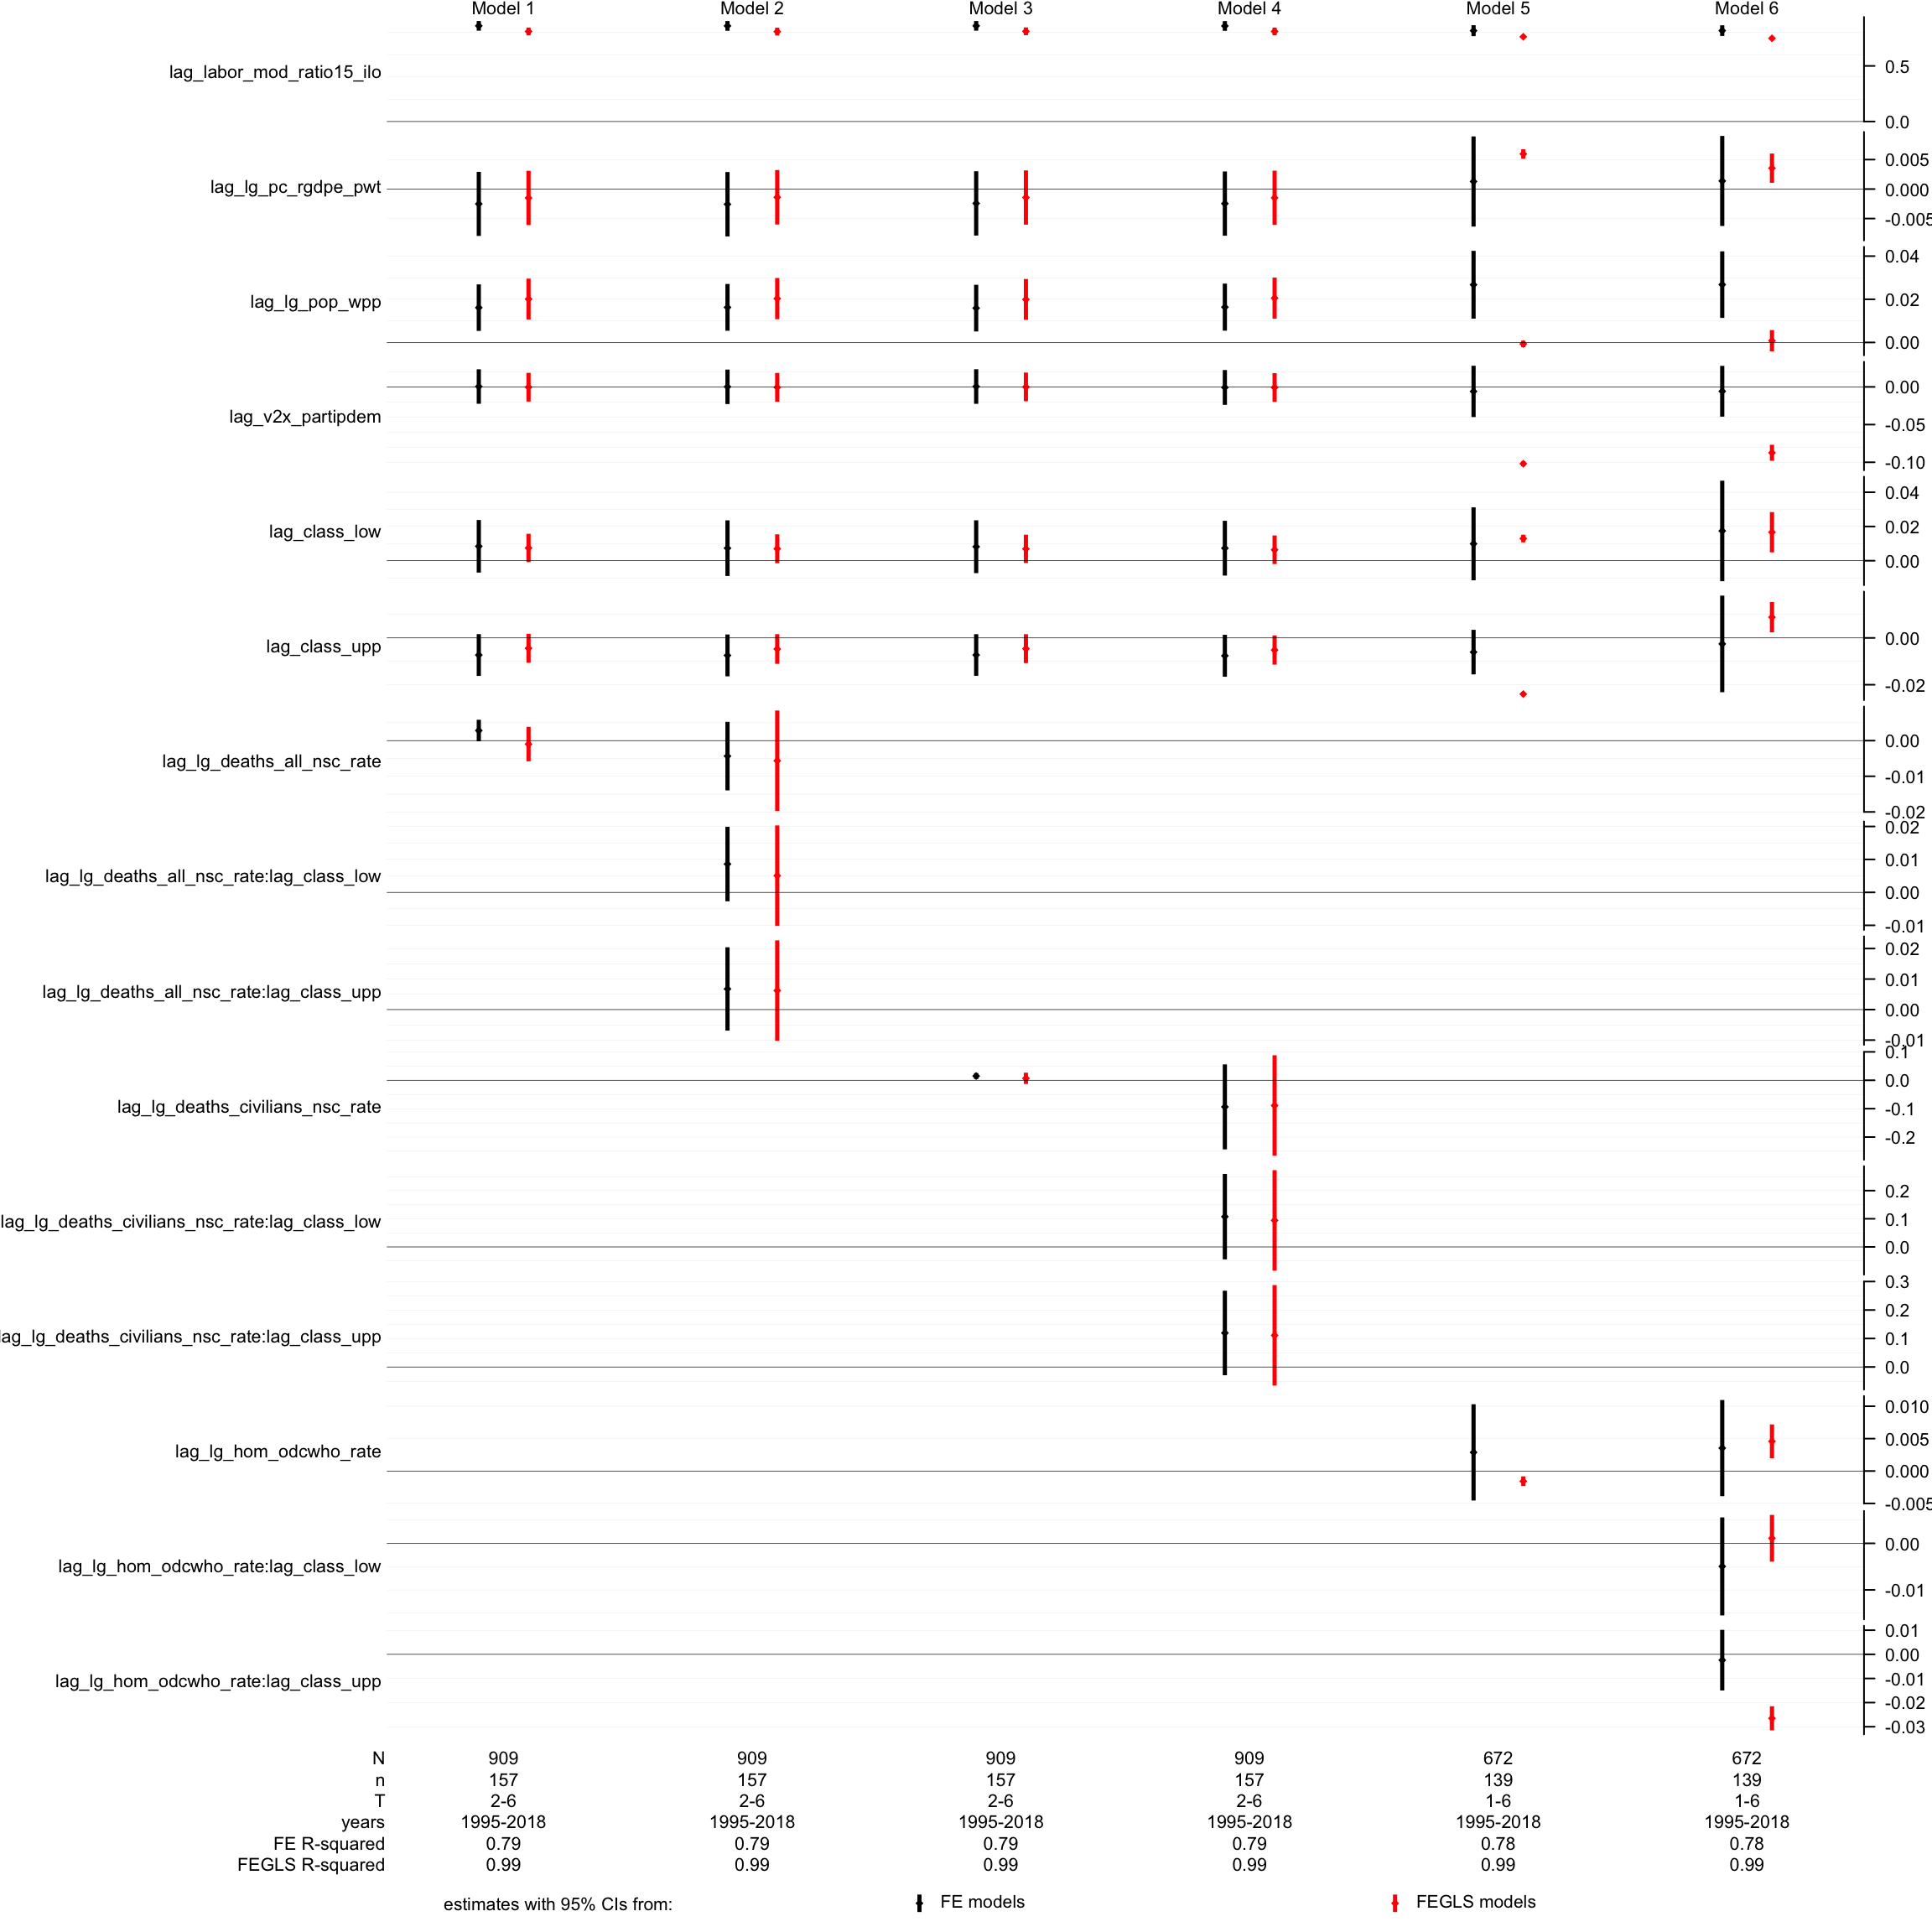 Model 1 Model 2 Model 3 Model 4 Model 5 Model 6
lag_labor_mod_ratio15_ilo
0.5
0.0
lag_lg_pc_rgdpe_pwt
0.005
0.000
-0.005
lag_lg_pop_wpp
0.04
0.02
0.00
lag_v2x_partipdem
0.00
-0.05
-0.10
lag_class_low
0.04
0.02
0.00
lag_class_upp
0.00
-0.02
lag_lg_deaths_all_nsc_rate
0.00
-0.01
-0.02
lag_lg_deaths_all_nsc_rate:lag_class_low
0.02
0.01
0.00
-0.01
lag_lg_deaths_all_nsc_rate:lag_class_upp
0.02
0.01
0.00
-0.01
lag_lg_deaths_civilians_nsc_rate
0.1
0.0
-0.1
-0.2
lag_lg_deaths_civilians_nsc_rate:lag_class_low
0.2
0.1
0.0
lag_lg_deaths_civilians_nsc_rate:lag_class_upp
0.3
0.2
0.1
0.0
lag_lg_hom_odcwho_rate
0.010
0.005
0.000
-0.005
lag_lg_hom_odcwho_rate:lag_class_low
0.00
-0.01
lag_lg_hom_odcwho_rate:lag_class_upp
0.01
0.00
-0.01
-0.02
-0.03
N 909 909 909 909 672 672
n 157 157 157 157 139 139
T 2-6 2-6 2-6 2-6 1-6 1-6
years 1995-2018 1995-2018 1995-2018 1995-2018 1995-2018 1995-2018
FE R-squared 0.79 0.79 0.79 0.79 0.78 0.78
FEGLS R-squared 0.99 0.99 0.99 0.99 0.99 0.99
estimates with 95% CIs from: FE models FEGLS models